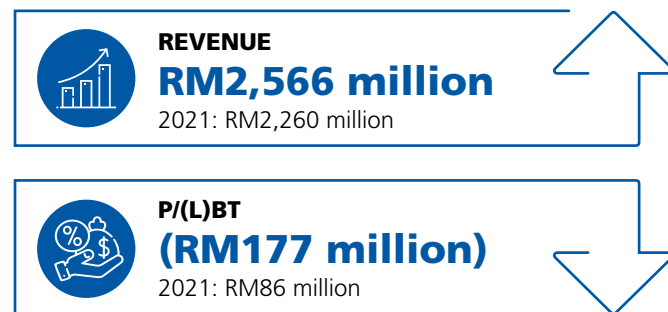 REVENUE
RM2,566 million
2021: RM2,260 million
P/(L)BT
(RM177 million)
2021: RM86 million